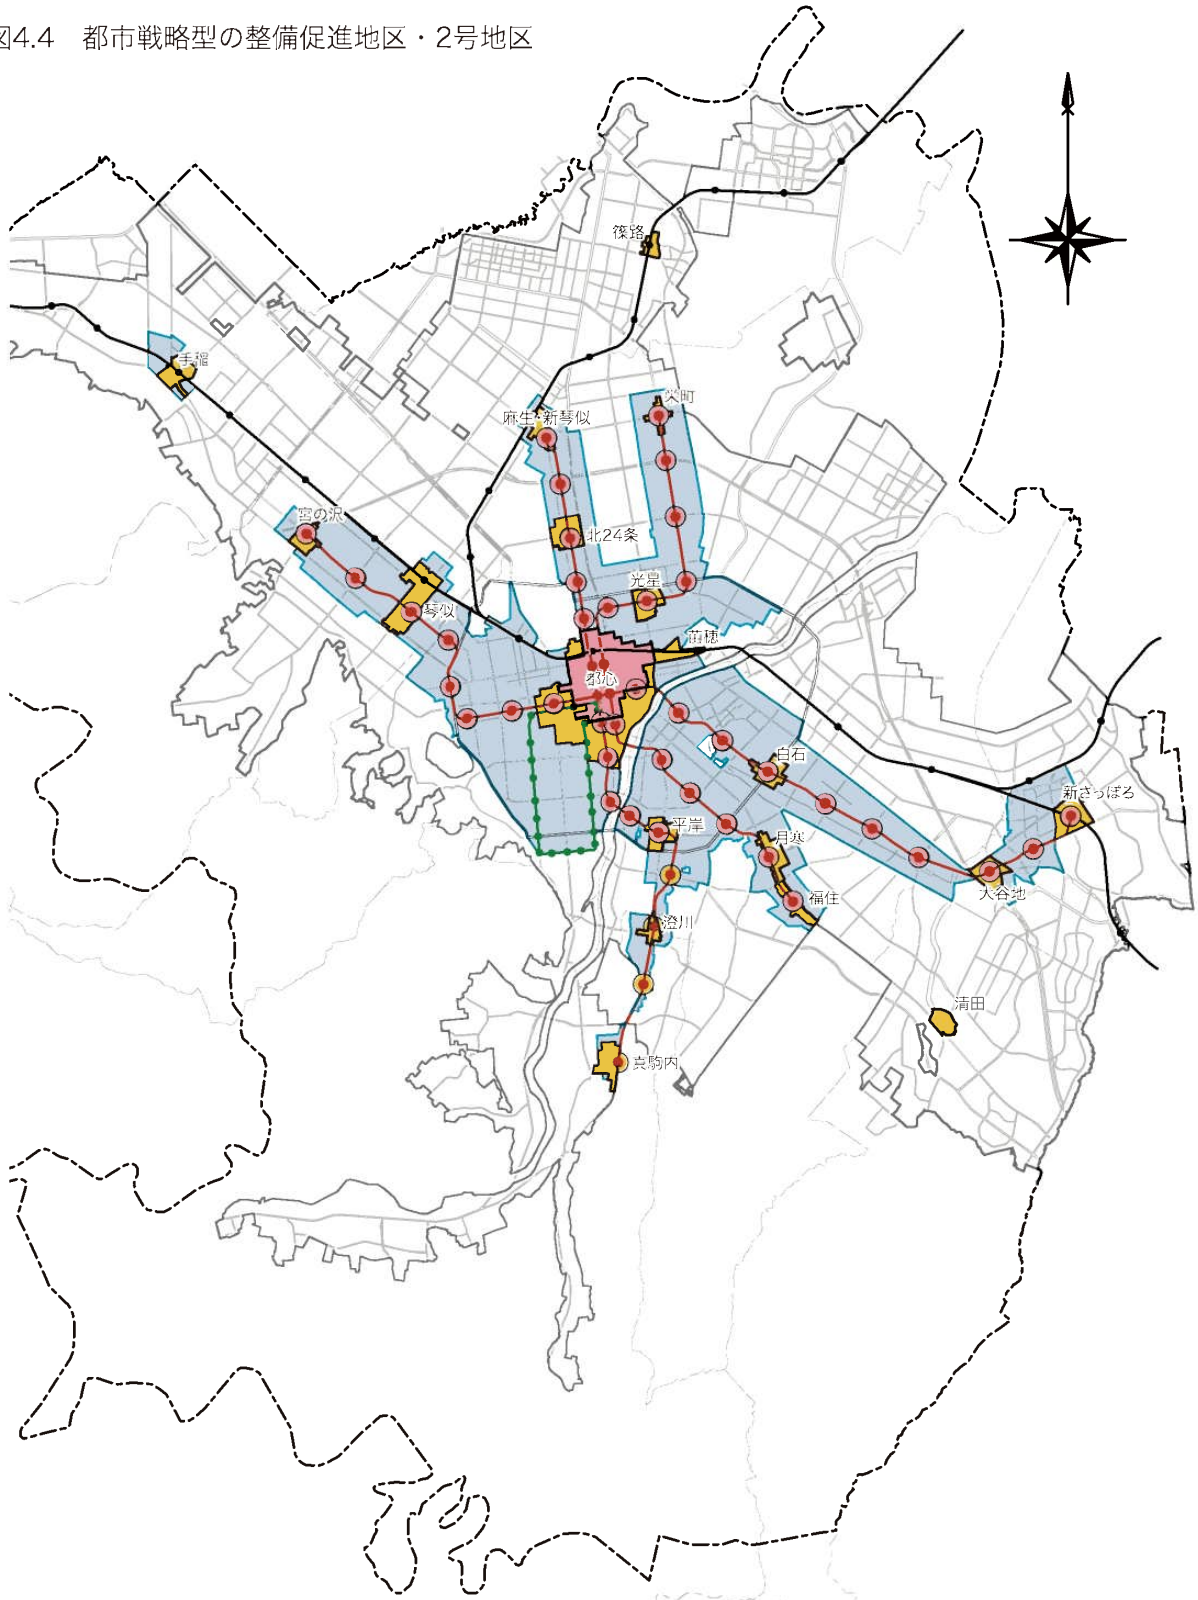 図4.4　都市戦略型の整備促進地区・2号地区
篠路
手稲
栄町
麻生・新琴似
宮の沢
北24条
光星
琴似
苗穂
都心
白石
新さっぽろ
平岸
月寒
大谷地
福住
澄川
清田
真駒内